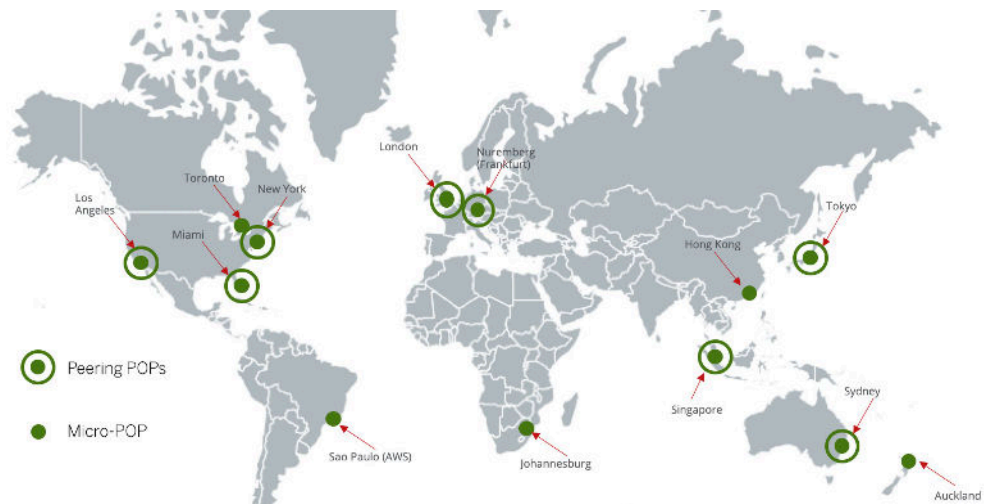 London
Nuremberg
(Frankfurt)
Toronto
New York
Los
Angeles
Miami
Tokyo
Hong Kong
Peering POPs
Singapore
Sydney
Micro-POP
Sao Paulo (AWS)
Johannesburg
Auckland